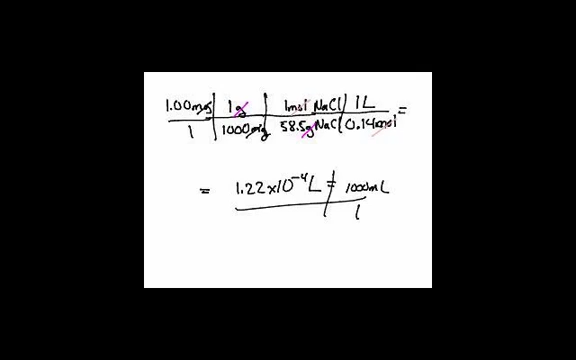 1.00mg | 1g | 1mol NaCl | 1L =
1 | 1000mg | 58.5g NaCl | 0.14mol
= 1.22x10⁻⁴L = 1000mL
1